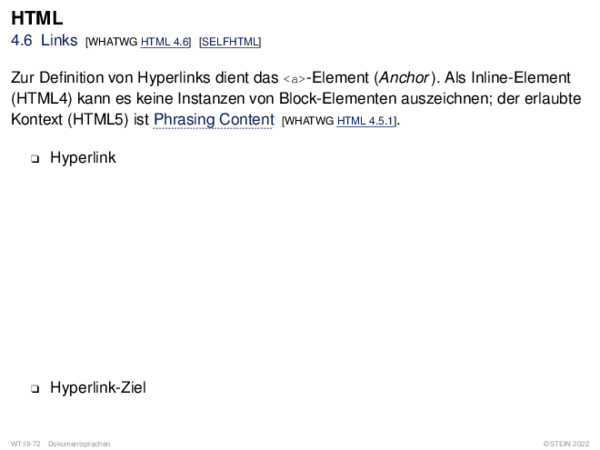 HTML
4.6 Links [WHATWG HTML 4.6] [SELFHTML]
Zur Definition von Hyperlinks dient das <a>-Element (Anchor). Als Inline-Element
(HTML4) kann es keine Instanzen von Block-Elementen auszeichnen; der erlaubte
Kontext (HTML5) ist Phrasing Content [WHATWG HTML 4.5.1].
❑ Hyperlink
❑ Hyperlink-Ziel
WT:III-72 Dokumentsprachen ©STEIN 2022